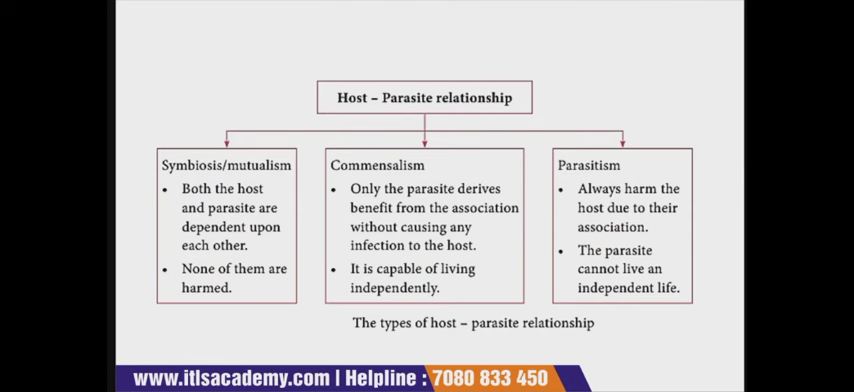 Host – Parasite relationship
Symbiosis/mutualism
• Both the host
and parasite are
dependent upon
each other.
• None of them are
harmed.
Commensalism
• Only the parasite derives
benefit from the association
without causing any
infection to the host.
• It is capable of living
independently.
Parasitism
• Always harm the
host due to their
association.
• The parasite
cannot live an
independent life.
The types of host – parasite relationship
www.itlsacademy.com | Helpline : 7080 833 450